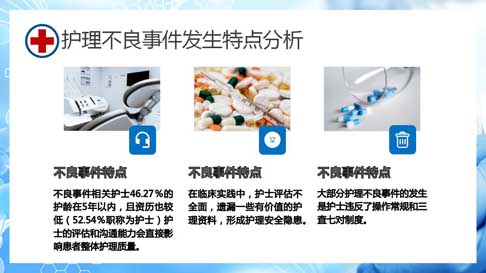 护理不良事件发生特点分析
不良事件特点
不良事件相关护士46.27％的
护龄在5年以内，且资历也较
低（52.54％职称为护士）护
士的评估和沟通能力会直接影
响患者整体护理质量。
不良事件特点
在临床实践中，护士评估不
全面，遗漏一些有价值的护
理资料，形成护理安全隐患。
不良事件特点
大部分护理不良事件的发生
是护士违反了操作常规和三
查七对制度。